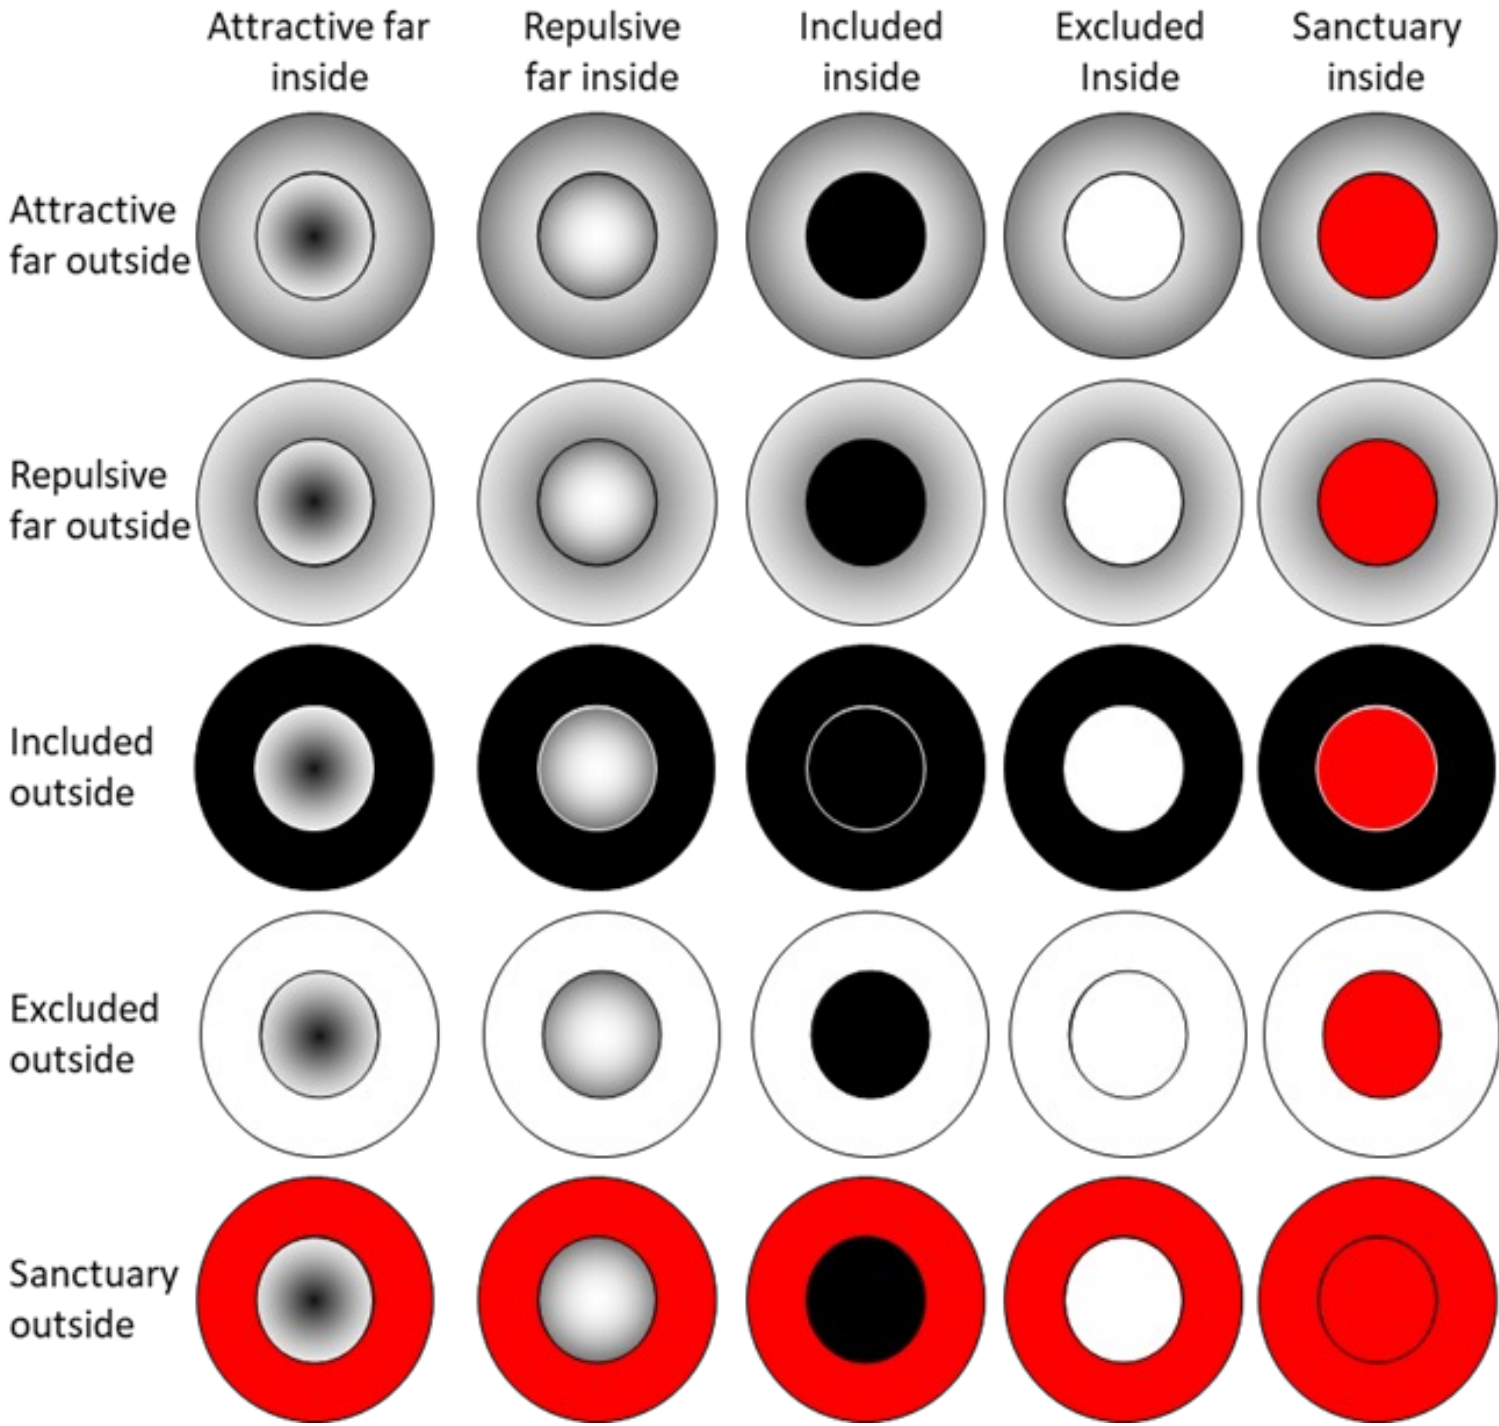 Attractive far
inside
Repulsive
far inside
Included
inside
Excluded
Inside
Sanctuary
inside
Attractive
far outside
Repulsive
far outside
Included
outside
Excluded
outside
Sanctuary
outside